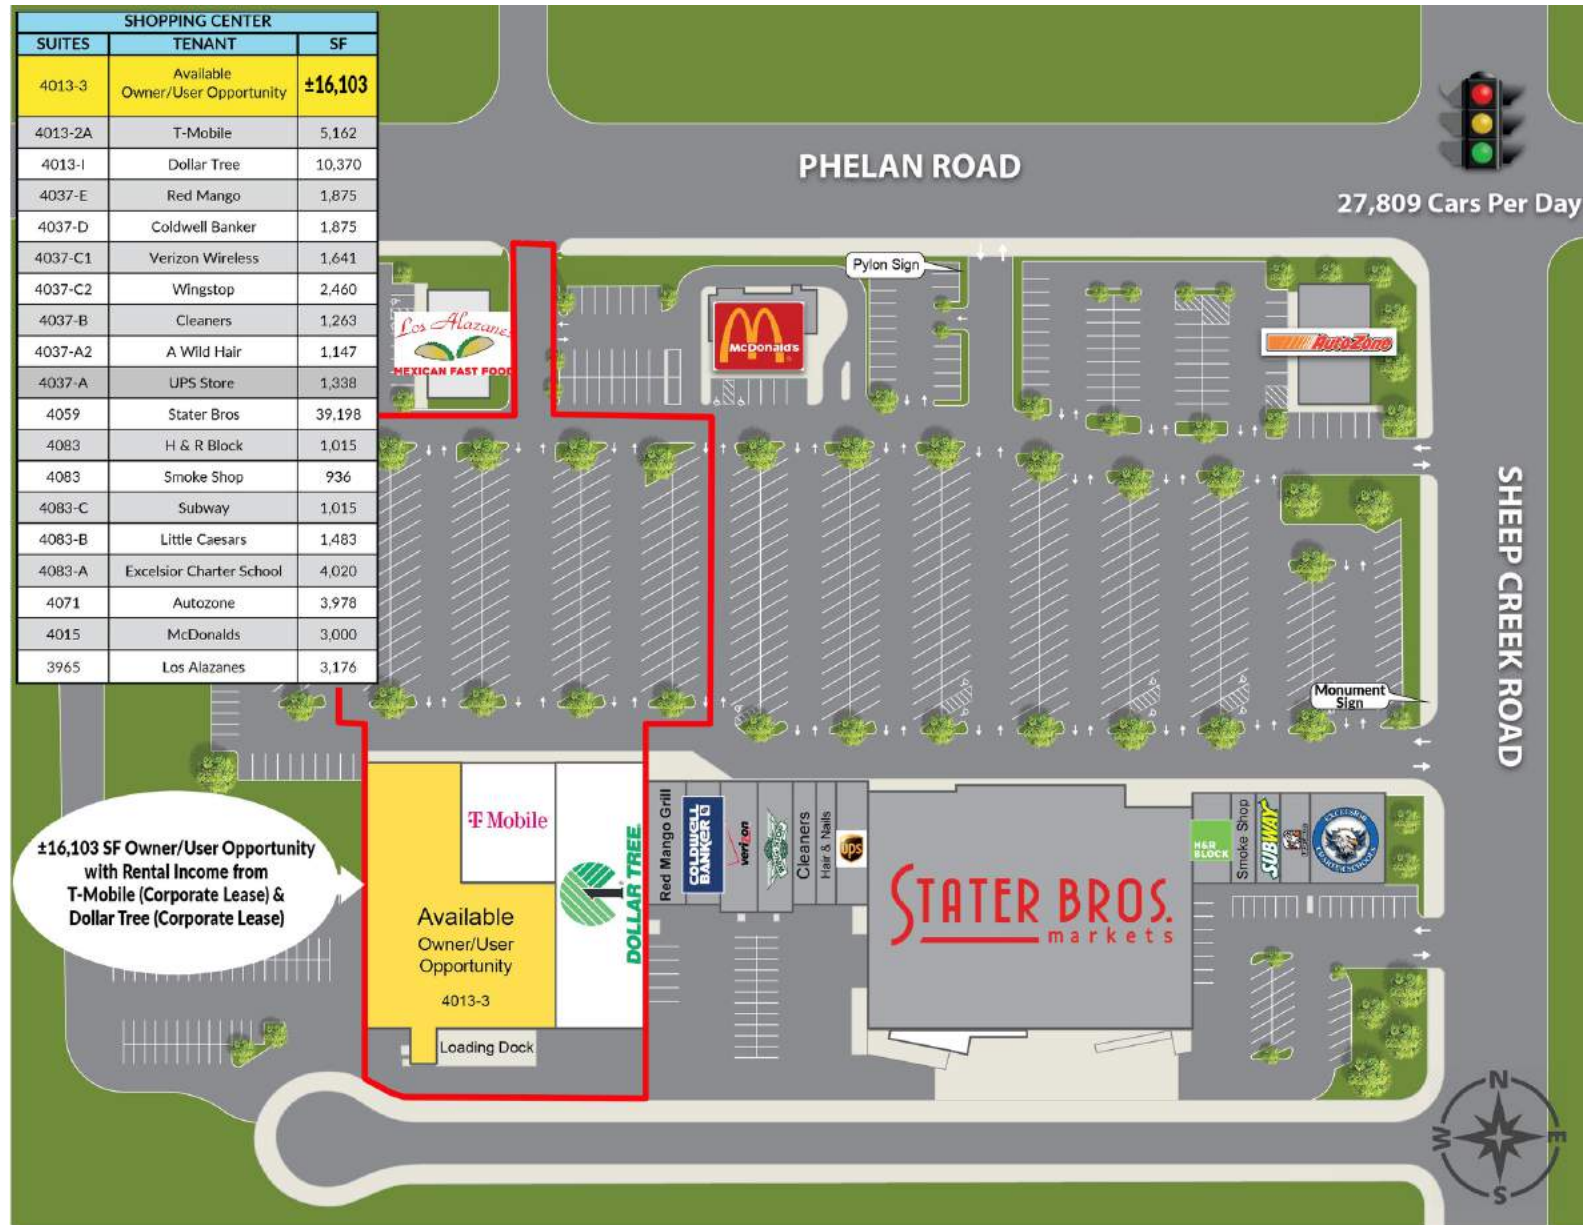 SHOPPING CENTER
SUITES TENANT SF
4013-3 Available Owner/User Opportunity ±16,103
4013-2A T-Mobile 5,162
4013-I Dollar Tree 10,370
4037-E Red Mango 1,875
4037-D Coldwell Banker 1,875
4037-C1 Verizon Wireless 1,641
4037-C2 Wingstop 2,460
4037-B Cleaners 1,263
4037-A2 A Wild Hair 1,147
4037-A UPS Store 1,338
4059 Stater Bros 39,198
4083 H & R Block 1,015
4083 Smoke Shop 936
4083-C Subway 1,015
4083-B Little Caesars 1,483
4083-A Excelsior Charter School 4,020
4071 Autozone 3,978
4015 McDonalds 3,000
3965 Los Alazanes 3,176
PHELAN ROAD
27,809 Cars Per Day
Pylon Sign
Los Alazanes
MEXICAN FAST FOOD
McDonald's
AutoZone
SHEEP CREEK ROAD
Monument
Sign
±16,103 SF Owner/User Opportunity
with Rental Income from
T-Mobile (Corporate Lease) &
Dollar Tree (Corporate Lease)
T Mobile
DOLLAR TREE
Available
Owner/User
Opportunity
4013-3
Loading Dock
Red Mango Grill
COLDWELL
BANKER
verizon
Cleaners
Hair & Nails
ups
STATER BROS.
markets
H&R
BLOCK
Smoke Shop
SUBWAY
EXCELSIOR
CHARTER SCHOOLS
N
W
E
S